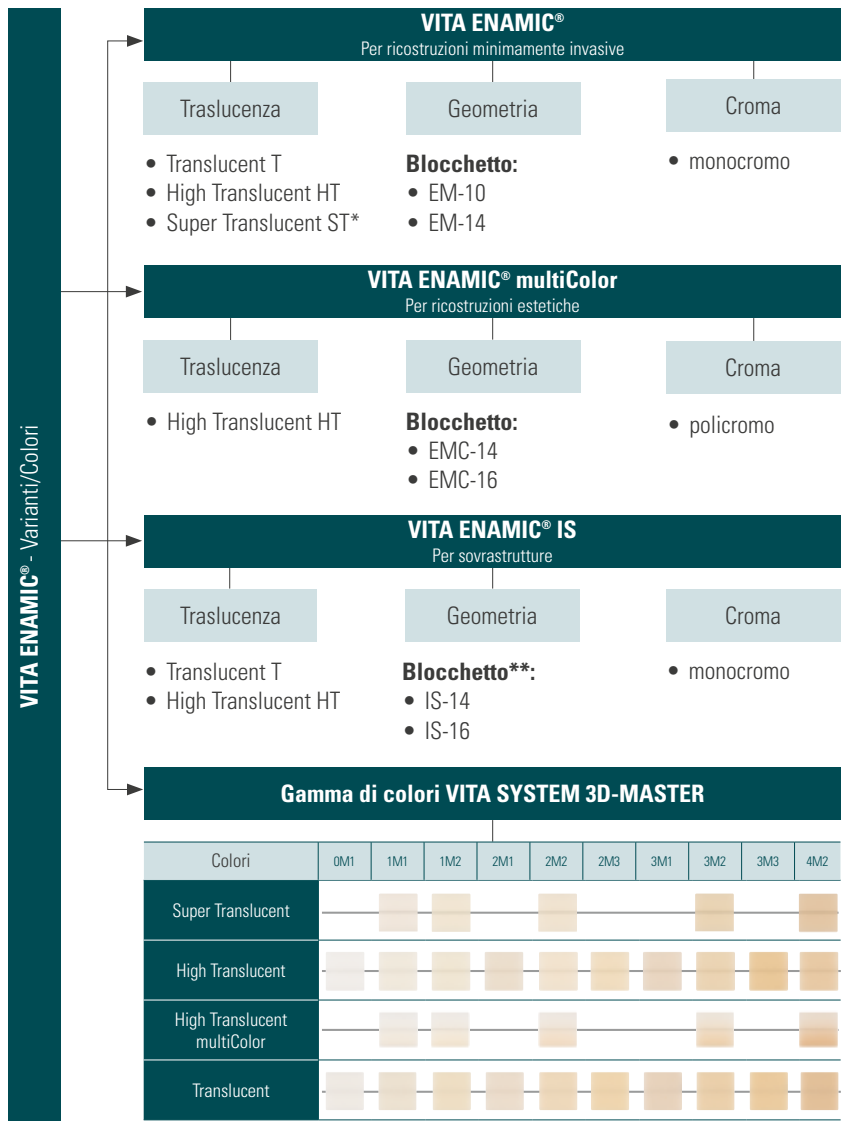 VITA ENAMIC®
Per ricostruzioni minimamente invasive
Traslucenza
Geometria
Croma
• Translucent T
• High Translucent HT
• Super Translucent ST*
Blocchetto:
• EM-10
• EM-14
• monocromo
VITA ENAMIC® multiColor
Per ricostruzioni estetiche
Traslucenza
Geometria
Croma
• High Translucent HT
Blocchetto:
• EMC-14
• EMC-16
• policromo
VITA ENAMIC® IS
Per sovrastrutture
Traslucenza
Geometria
Croma
• Translucent T
• High Translucent HT
Blocchetto**:
• IS-14
• IS-16
• monocromo
VITA ENAMIC® - Varianti/Colori
Gamma di colori VITA SYSTEM 3D-MASTER
Colori 0M1 1M1 1M2 2M1 2M2 2M3 3M1 3M2 3M3 4M2
Super Translucent
High Translucent
High Translucent
multiColor
Translucent